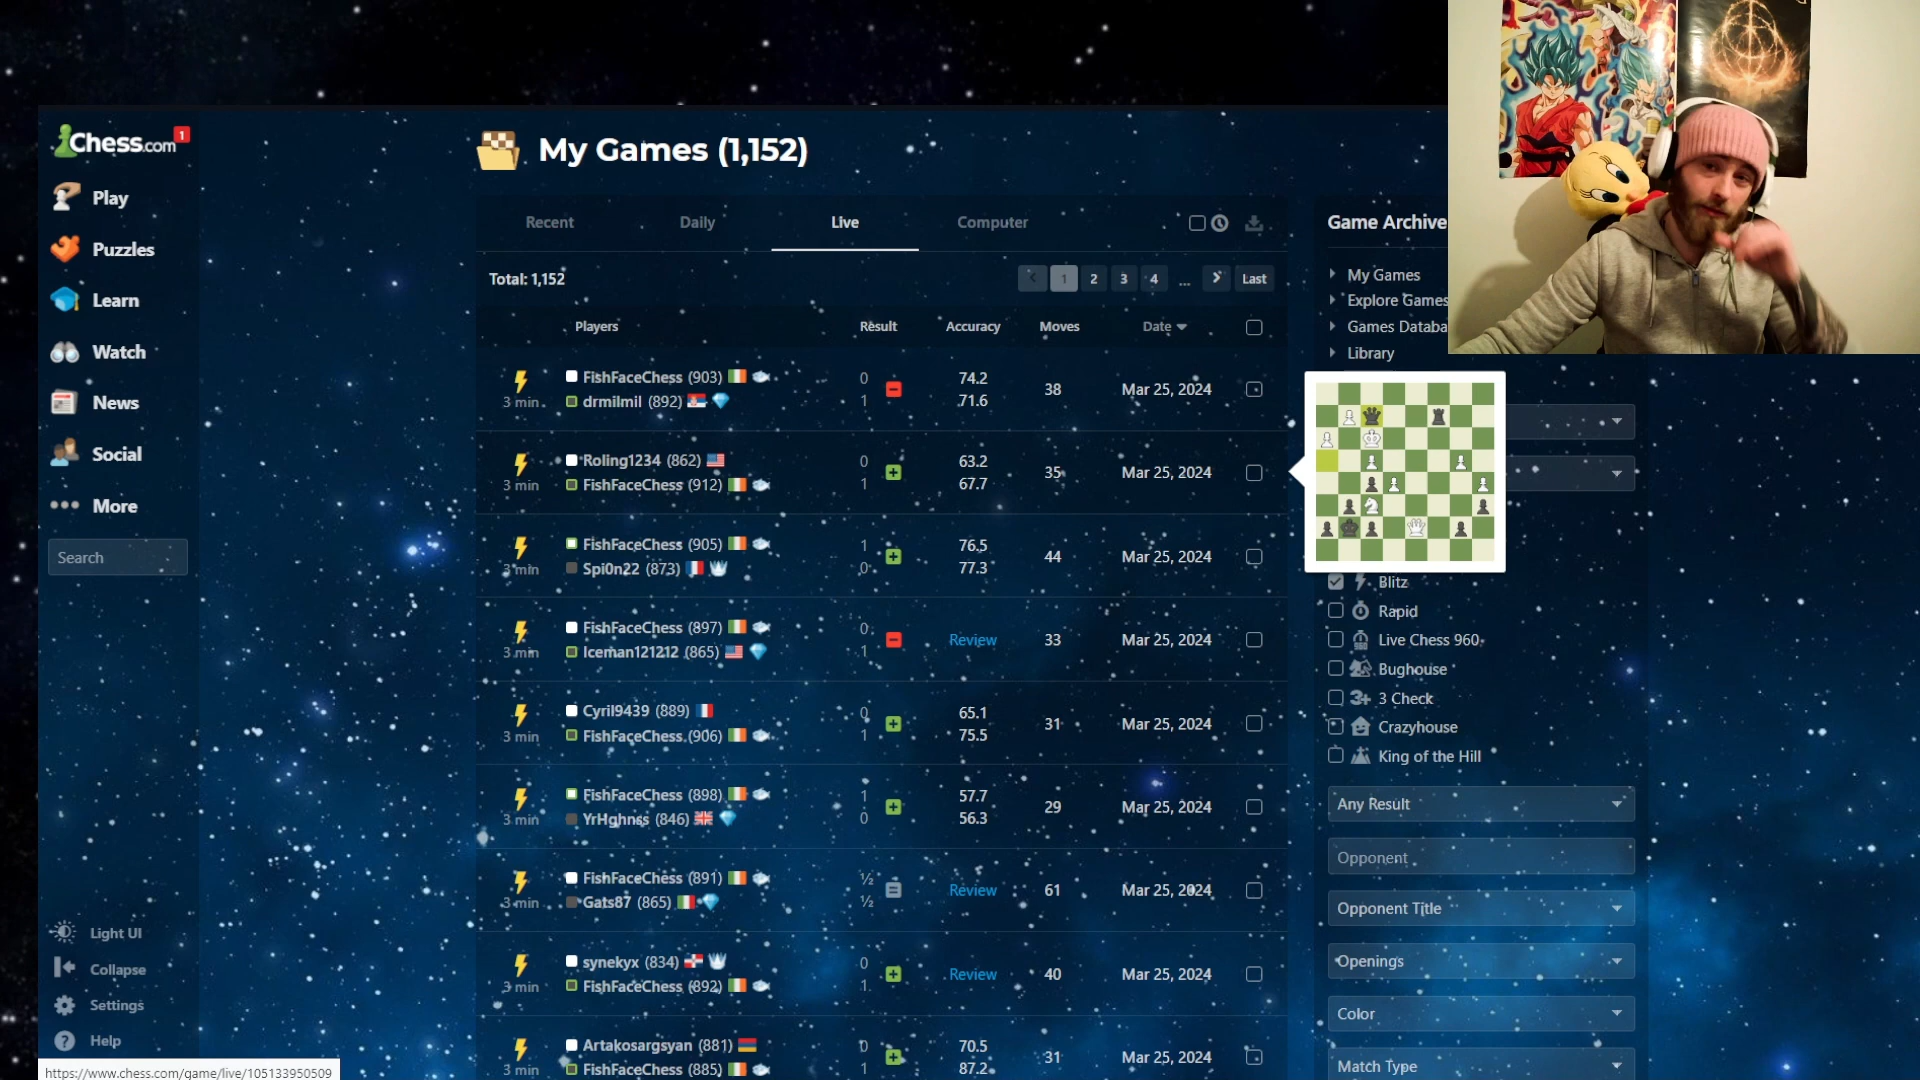 Chess.com 1
Play
Puzzles
Learn
Watch
News
Social
More
Search
Light UI
Collapse
Settings
Help
https://www.chess.com/game/live/105133950509
My Games (1,152)
Recent Daily Live Computer
Total: 1,152
1 2 3 4 ... Last
Players Result Accuracy Moves Date
3 min
FishFaceChess (903) 0 74.2
drmilmil (892) 1 71.6
38 Mar 25, 2024
3 min
Roling1234 (862) 0 63.2
FishFaceChess (912) 1 67.7
35 Mar 25, 2024
3 min
FishFaceChess (905) 1 76.5
Spi0n22 (873) 0 77.3
44 Mar 25, 2024
3 min
FishFaceChess (897) 0
Iceman121212 (865) 1
Review 33 Mar 25, 2024
3 min
Cyril9439 (889) 0 65.1
FishFaceChess (906) 1 75.5
31 Mar 25, 2024
3 min
FishFaceChess (898) 1 57.7
YrHghnss (846) 0 56.3
29 Mar 25, 2024
3 min
FishFaceChess (891) ½
Gats87 (865) ½
Review 61 Mar 25, 2024
3 min
synekyx (834) 0
FishFaceChess (892) 1
Review 40 Mar 25, 2024
3 min
Artakosargsyan (881) 0 70.5
FishFaceChess (885) 1 87.2
31 Mar 25, 2024
Game Archive
My Games
Explore Games
Games Databa
Library
Blitz
Rapid
Live Chess 960
Bughouse
3+ 3 Check
Crazyhouse
King of the Hill
Any Result
Opponent
Opponent Title
Openings
Color
Match Type